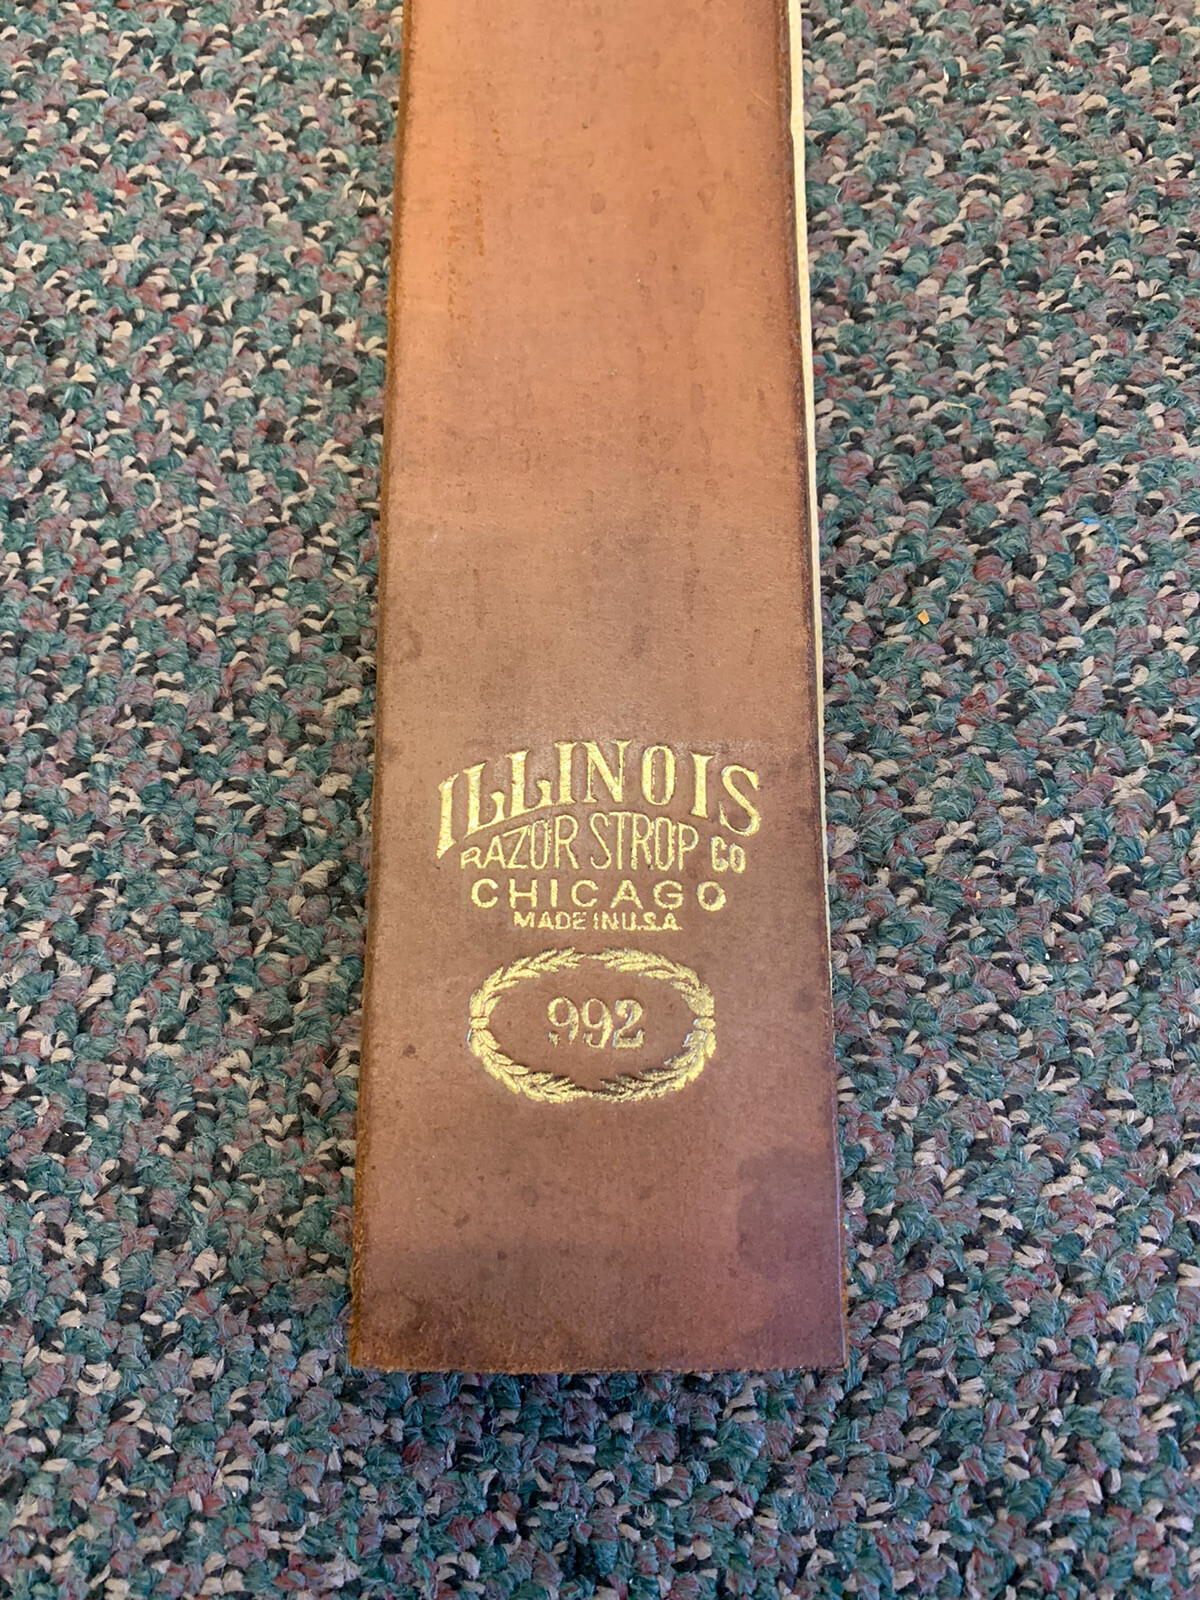 ILLINOIS
RAZOR STROP CO
CHICAGO
MADE IN U.S.A.
992